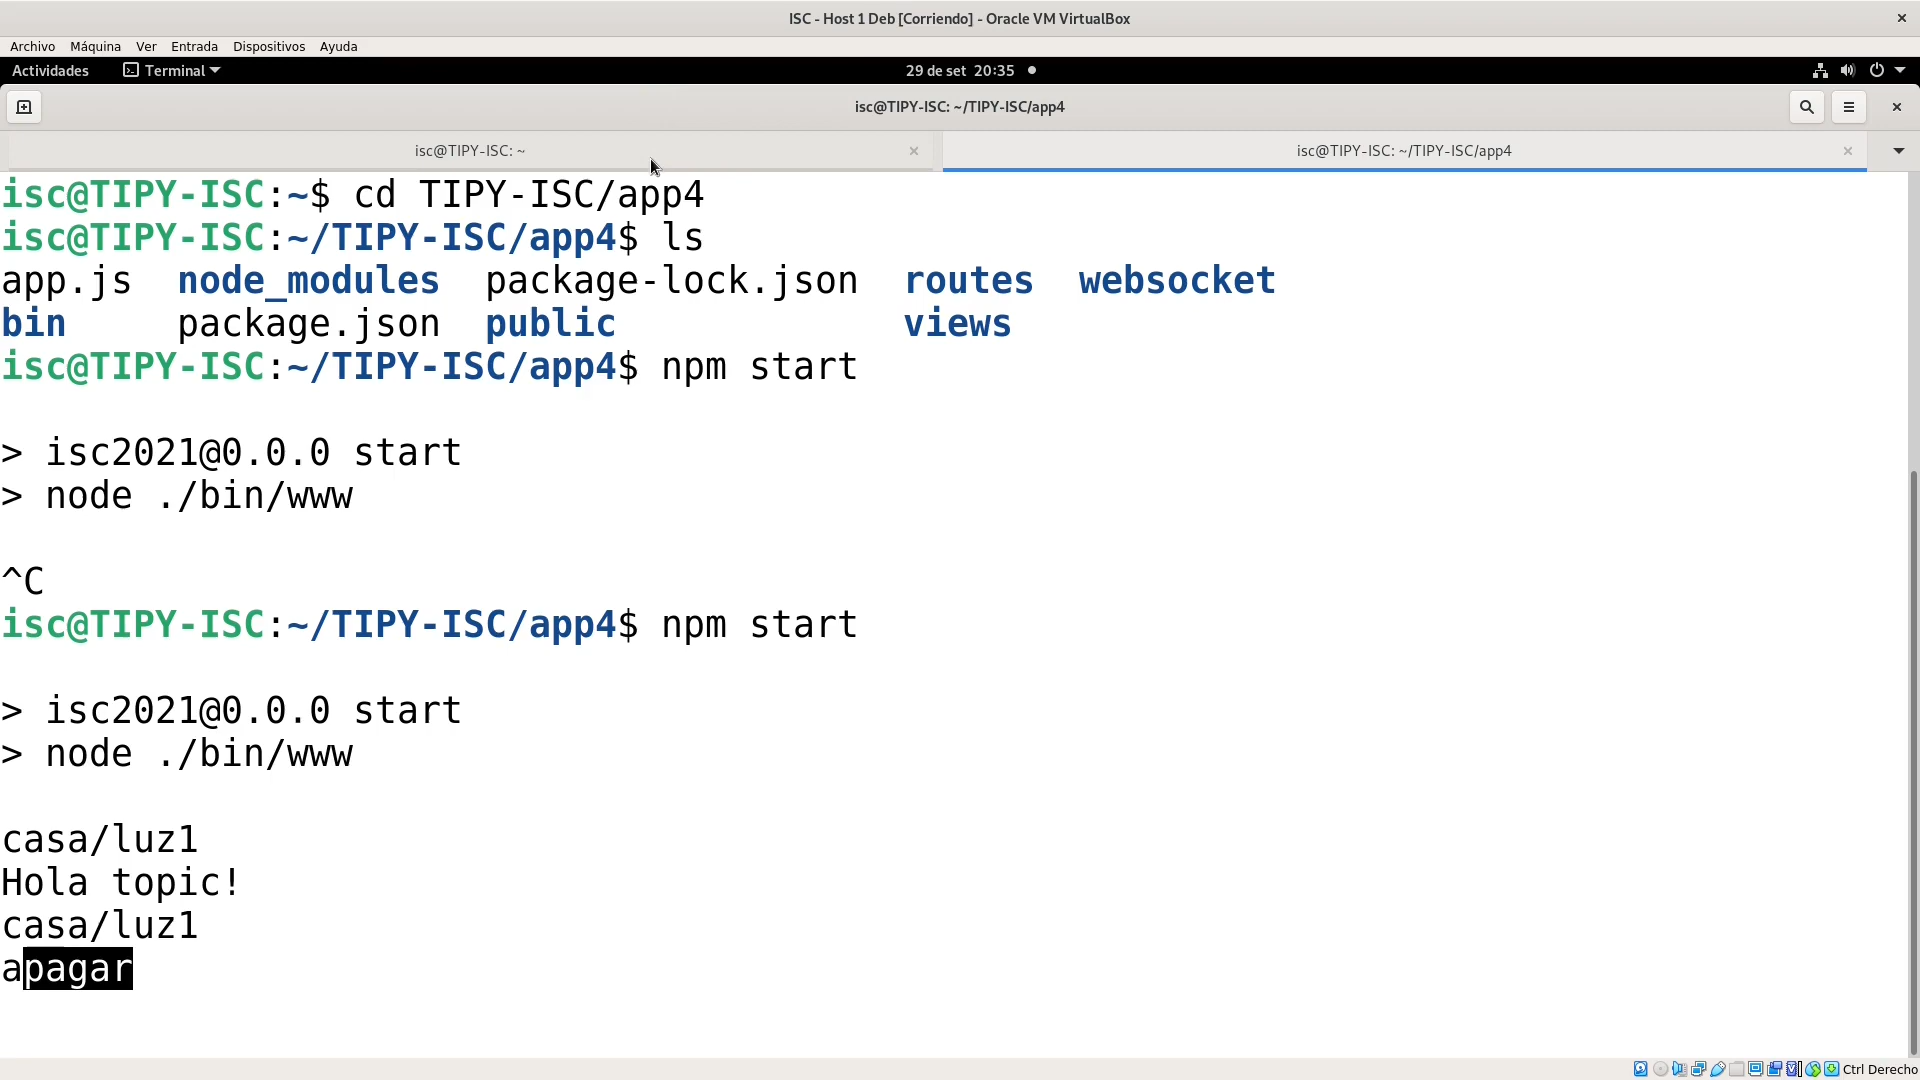 ISC - Host 1 Deb [Corriendo] - Oracle VM VirtualBox
Archivo Máquina Ver Entrada Dispositivos Ayuda
Actividades Terminal 29 de set 20:35
isc@TIPY-ISC: ~/TIPY-ISC/app4
isc@TIPY-ISC: ~ isc@TIPY-ISC: ~/TIPY-ISC/app4
isc@TIPY-ISC:~$ cd TIPY-ISC/app4
isc@TIPY-ISC:~/TIPY-ISC/app4$ ls
app.js node_modules package-lock.json routes websocket
bin package.json public views
isc@TIPY-ISC:~/TIPY-ISC/app4$ npm start
> isc2021@0.0.0 start
> node ./bin/www
^C
isc@TIPY-ISC:~/TIPY-ISC/app4$ npm start
> isc2021@0.0.0 start
> node ./bin/www
casa/luz1
Hola topic!
casa/luz1
apagar
Ctrl Derecho